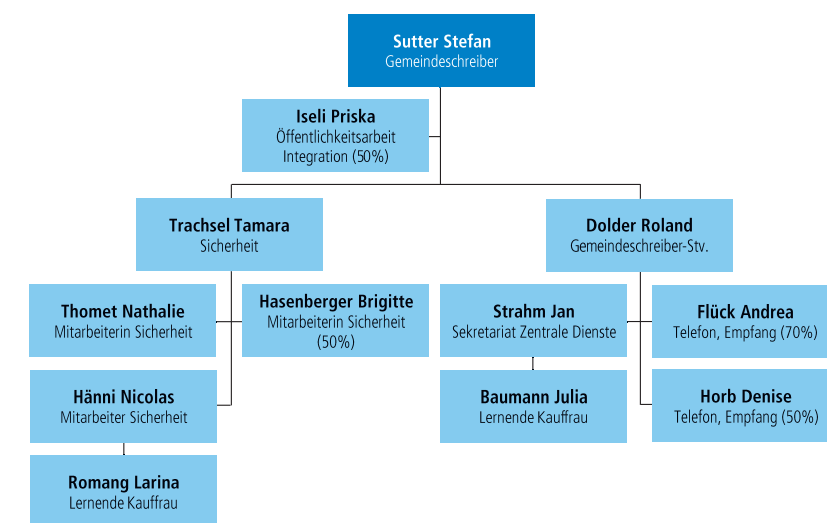 Sutter Stefan
Gemeindeschreiber
Iseli Priska
Öffentlichkeitsarbeit
Integration (50%)
Trachsel Tamara
Sicherheit
Dolder Roland
Gemeindeschreiber-Stv.
Thomet Nathalie
Mitarbeiterin Sicherheit
Hasenberger Brigitte
Mitarbeiterin Sicherheit
(50%)
Strahm Jan
Sekretariat Zentrale Dienste
Flück Andrea
Telefon, Empfang (70%)
Hänni Nicolas
Mitarbeiter Sicherheit
Baumann Julia
Lernende Kauffrau
Horb Denise
Telefon, Empfang (50%)
Romang Larina
Lernende Kauffrau